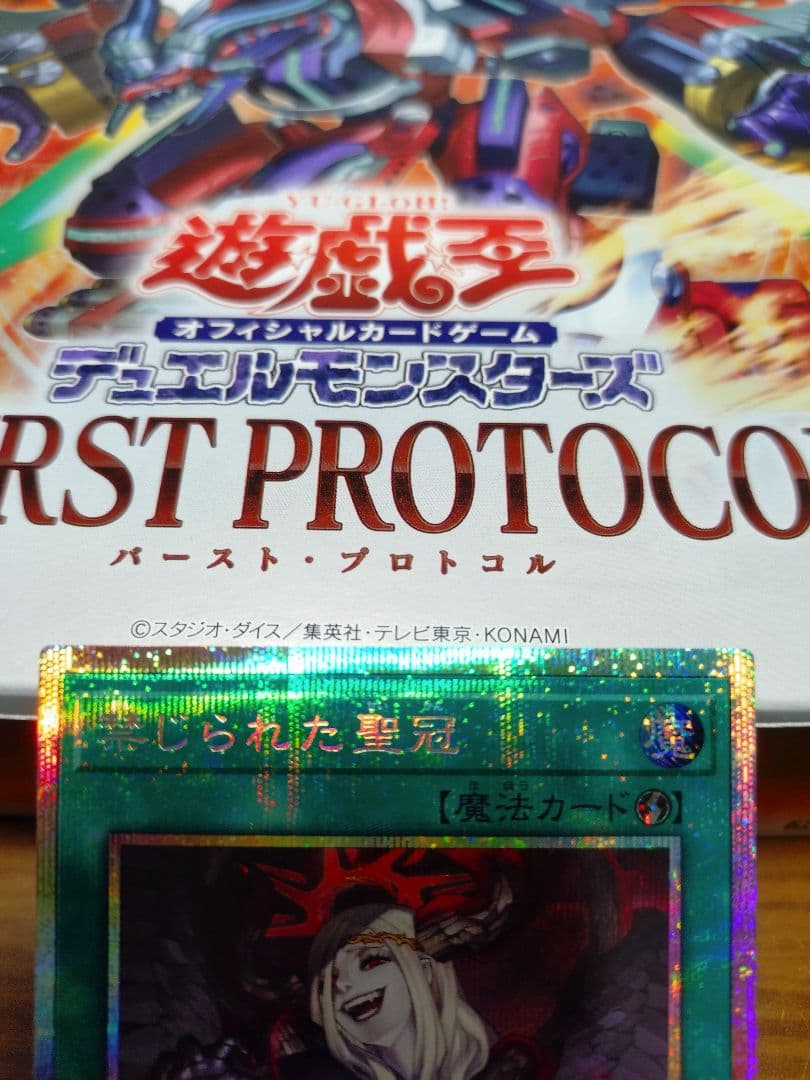 YU-GI-OH!
遊戯王
オフィシャルカードゲーム
デュエルモンスターズ
RST PROTOCO
バースト・プロトコル
©スタジオ・ダイス／集英社・テレビ東京・KONAMI
禁じられた聖冠
魔
【魔法カード】